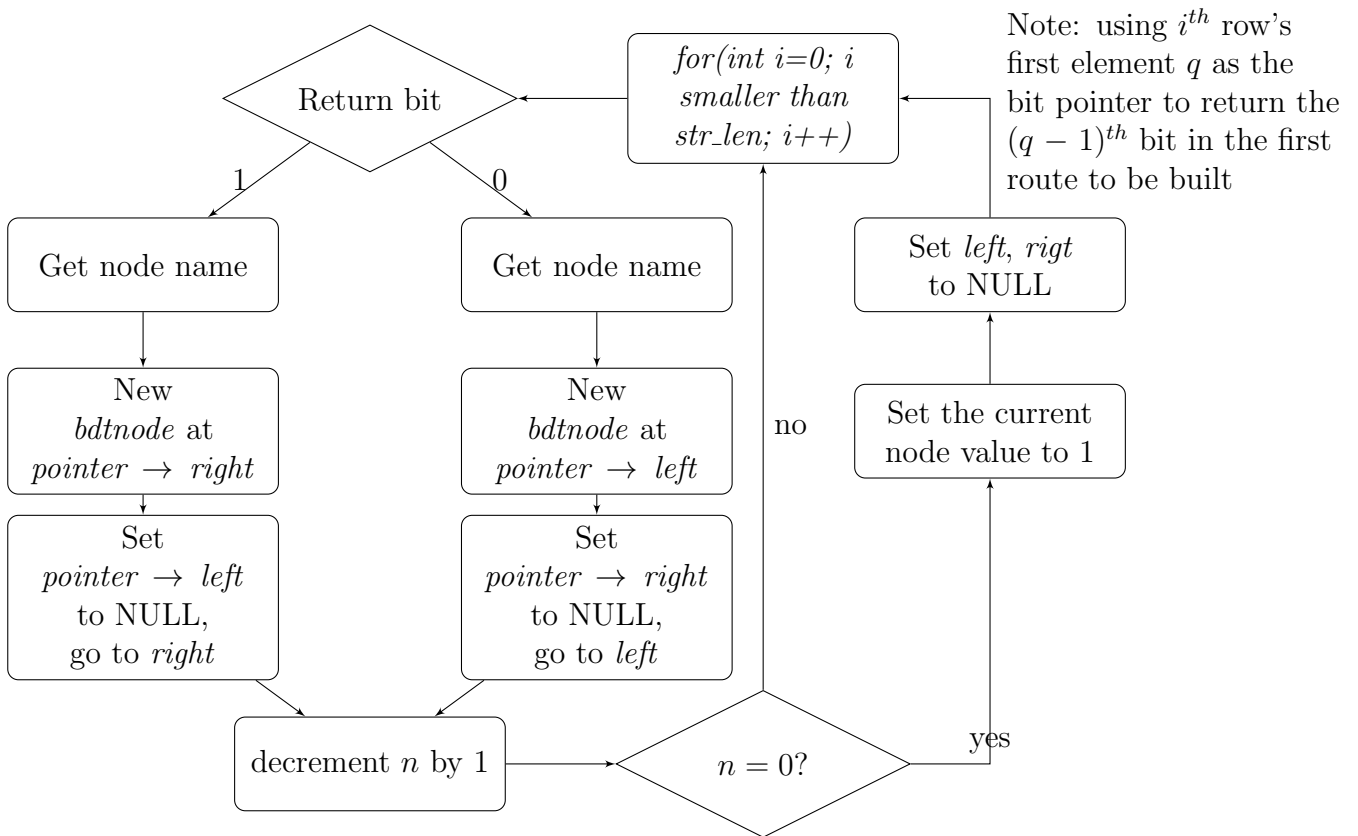 Return bit
for(int i=0; i
smaller than
str_len; i++)
Note: using i^th row's
first element q as the
bit pointer to return the
(q − 1)^th bit in the first
route to be built
1
0
Get node name
Get node name
Set left, rigt
to NULL
New
bdtnode at
pointer → right
New
bdtnode at
pointer → left
no
Set the current
node value to 1
Set
pointer → left
to NULL,
go to right
Set
pointer → right
to NULL,
go to left
decrement n by 1
n = 0?
yes